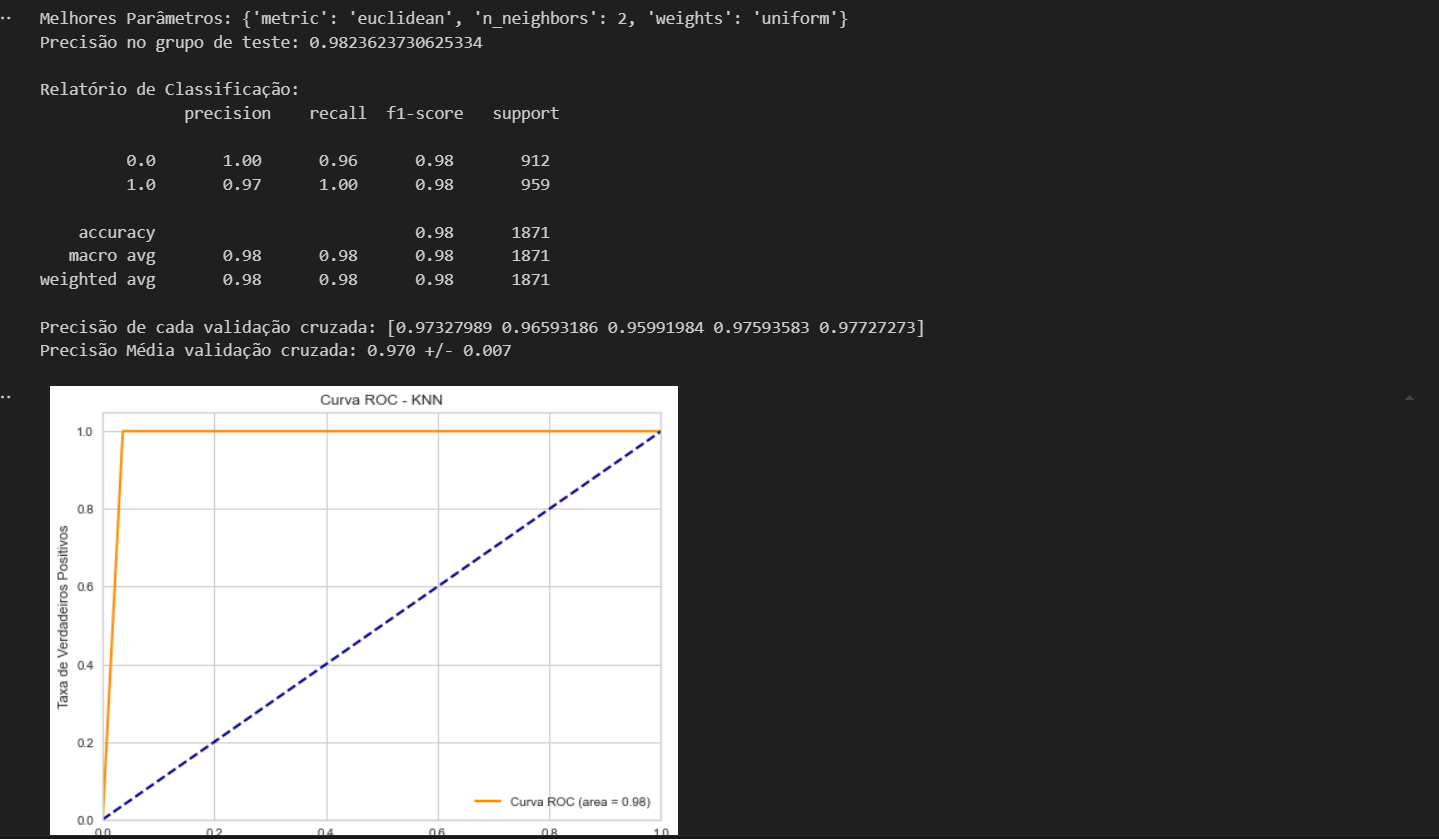 Melhores Parâmetros: {'metric': 'euclidean', 'n_neighbors': 2, 'weights': 'uniform'}
Precisão no grupo de teste: 0.9823623730625334
Relatório de Classificação:
precision recall f1-score support
0.0 1.00 0.96 0.98 912
1.0 0.97 1.00 0.98 959
accuracy 0.98 1871
macro avg 0.98 0.98 0.98 1871
weighted avg 0.98 0.98 0.98 1871
Precisão de cada validação cruzada: [0.97327989 0.96593186 0.95991984 0.97593583 0.97727273]
Precisão Média validação cruzada: 0.970 +/- 0.007
Curva ROC - KNN
1.0
0.8
0.6
0.4
0.2
0.0
Taxa de Verdadeiros Positivos
Curva ROC (area = 0.98)
0.0 0.2 0.4 0.6 0.8 1.0